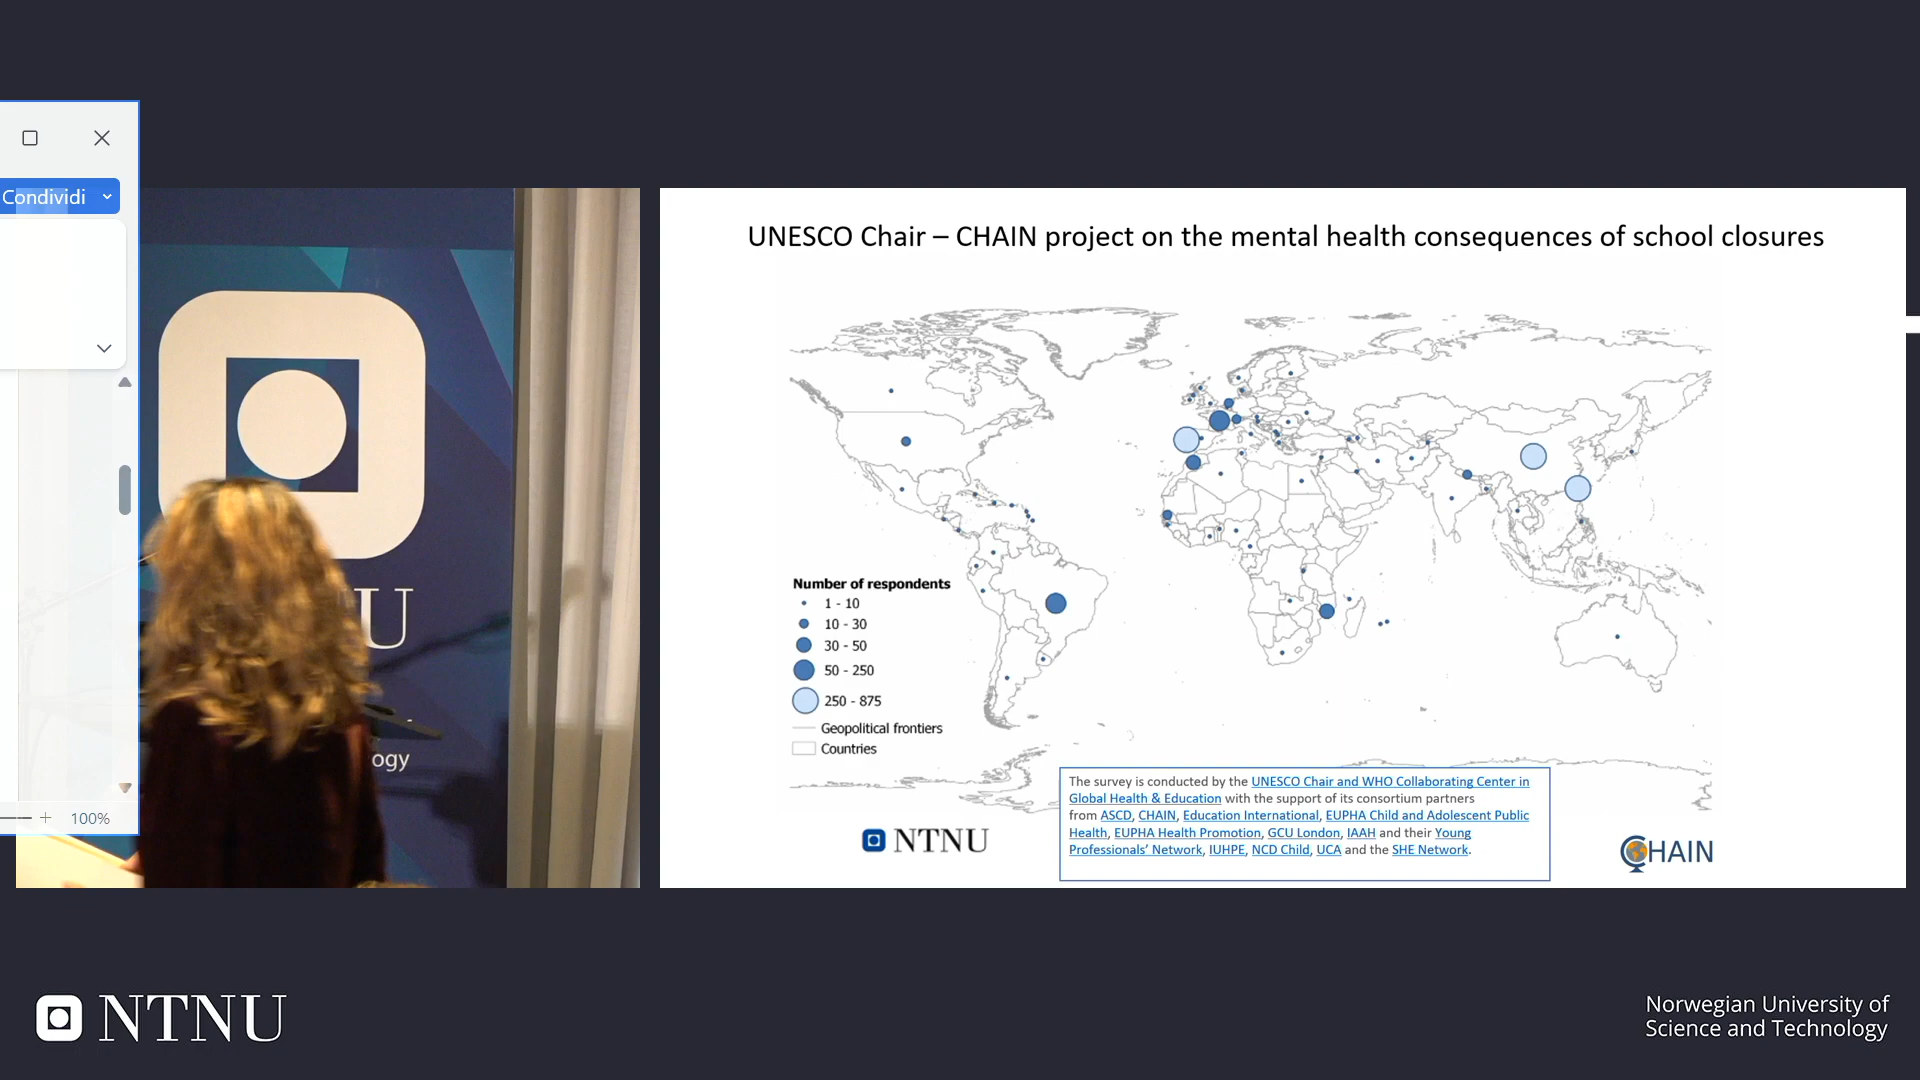 Condividi
100%
U
ogy
UNESCO Chair – CHAIN project on the mental health consequences of school closures
Number of respondents
1 - 10
10 - 30
30 - 50
50 - 250
250 - 875
Geopolitical frontiers
Countries
The survey is conducted by the UNESCO Chair and WHO Collaborating Center in
Global Health & Education with the support of its consortium partners
from ASCD, CHAIN, Education International, EUPHA Child and Adolescent Public
Health, EUPHA Health Promotion, GCU London, IAAH and their Young
Professionals' Network, IUHPE, NCD Child, UCA and the SHE Network.
NTNU
CHAIN
NTNU
Norwegian University of
Science and Technology